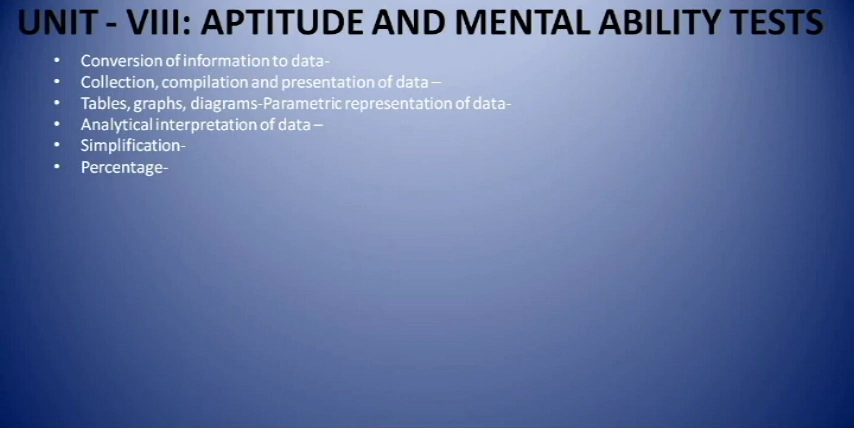 UNIT - VIII: APTITUDE AND MENTAL ABILITY TESTS
• Conversion of information to data-
• Collection, compilation and presentation of data –
• Tables, graphs, diagrams-Parametric representation of data-
• Analytical interpretation of data –
• Simplification-
• Percentage-